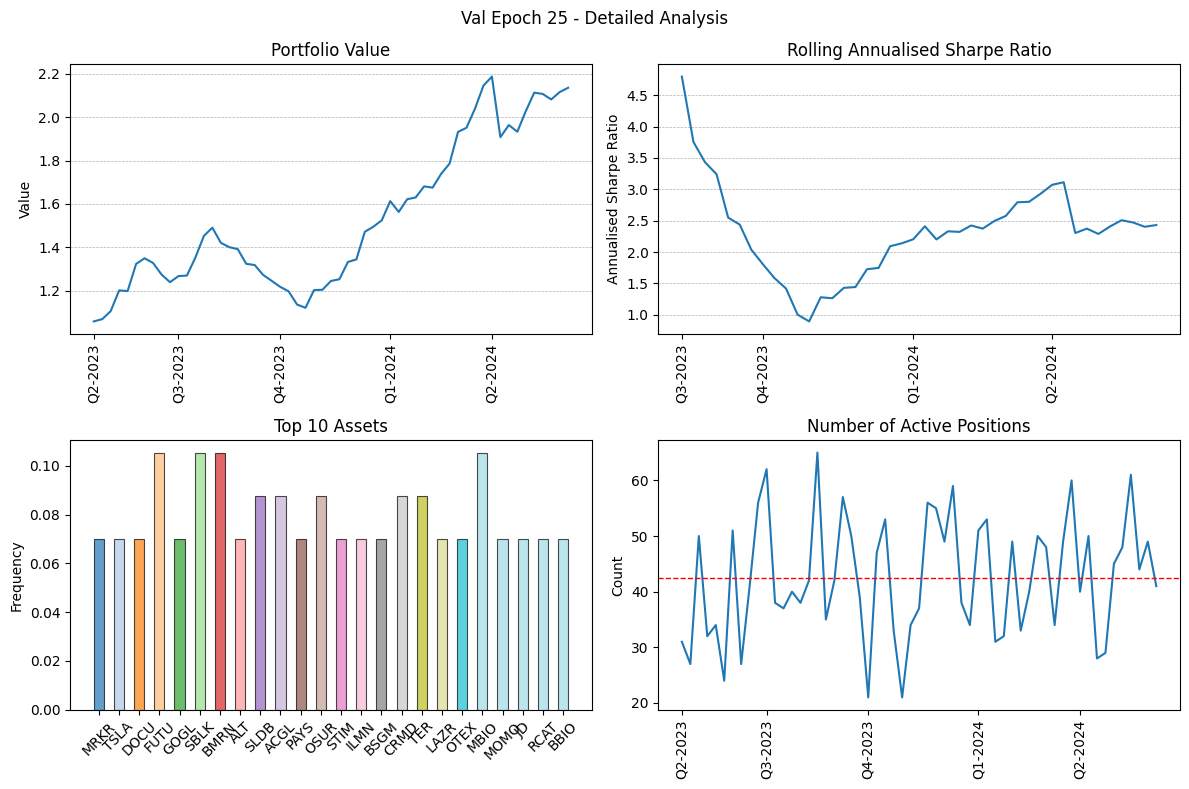 Val Epoch 25 - Detailed Analysis
Portfolio Value
Value
2.2
2.0
1.8
1.6
1.4
1.2
Q2-2023
Q3-2023
Q4-2023
Q1-2024
Q2-2024
Rolling Annualised Sharpe Ratio
Annualised Sharpe Ratio
4.5
4.0
3.5
3.0
2.5
2.0
1.5
1.0
Q3-2023
Q4-2023
Q1-2024
Q2-2024
Top 10 Assets
Frequency
0.10
0.08
0.06
0.04
0.02
0.00
MRKR
TSLA
DOCU
FUTU
GOGL
SBLK
BMRN
ALT
SLDB
ACGL
PAYS
OSUR
STIM
ILMN
BSGM
CRMD
TER
LAZR
OTEX
MBIO
MOMO
JD
RCAT
BBIO
Number of Active Positions
Count
60
50
40
30
20
Q2-2023
Q3-2023
Q4-2023
Q1-2024
Q2-2024